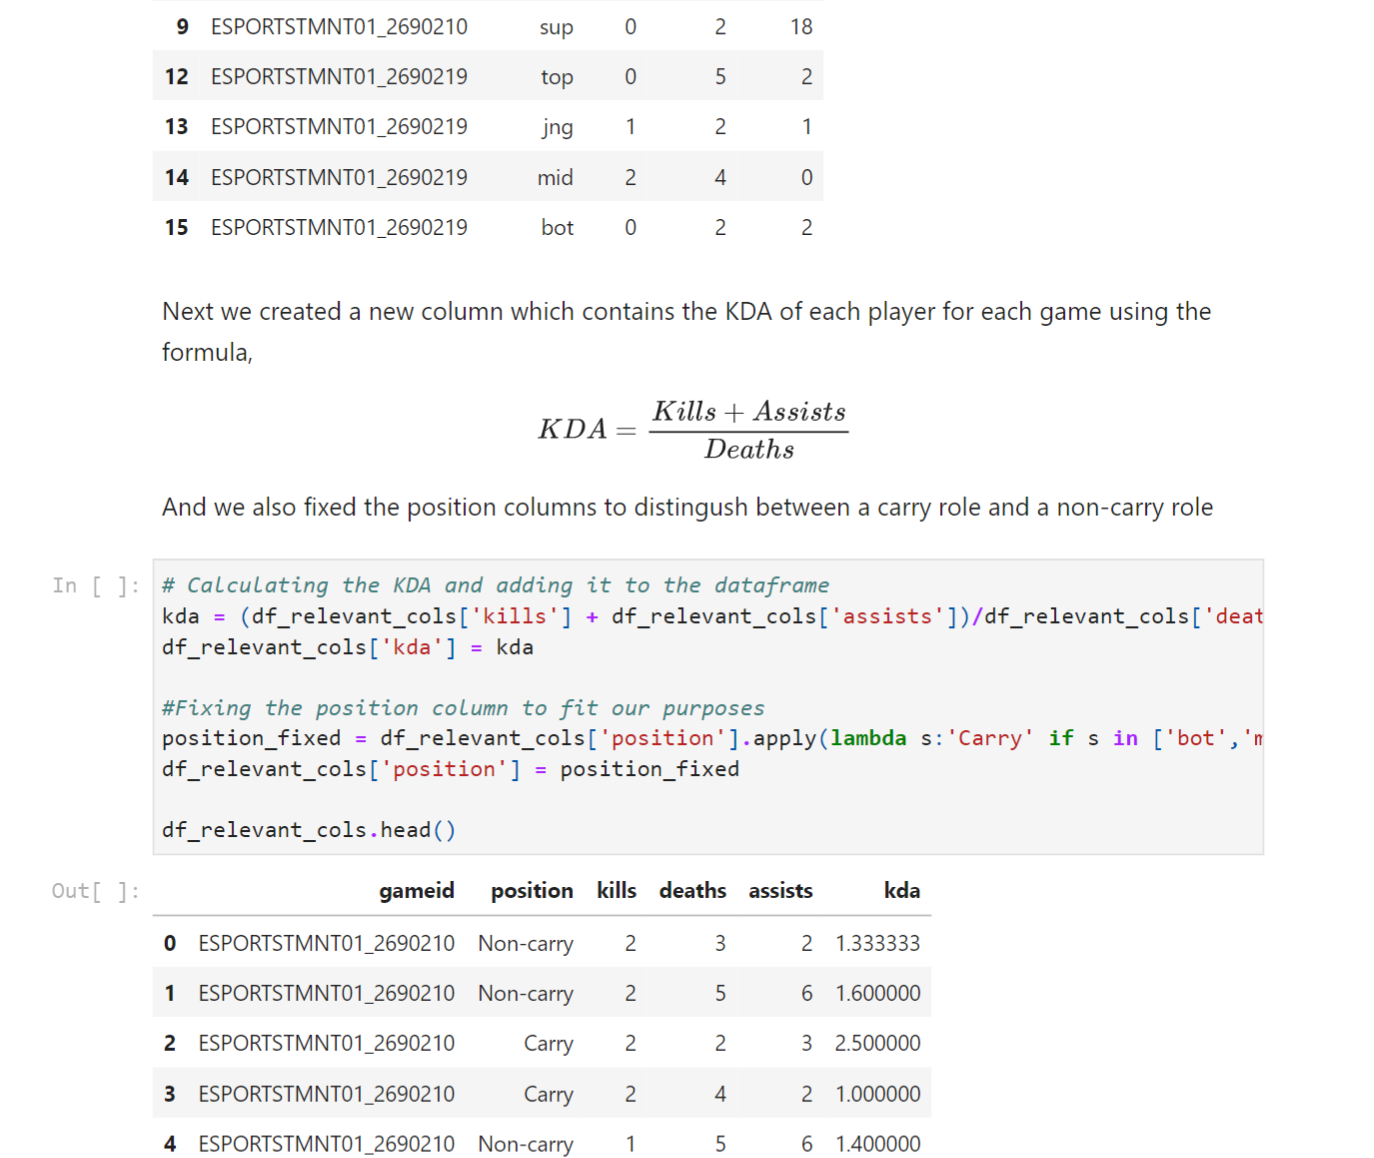 9 ESPORTSTMNT01_2690210 sup 0 2 18
12 ESPORTSTMNT01_2690219 top 0 5 2
13 ESPORTSTMNT01_2690219 jng 1 2 1
14 ESPORTSTMNT01_2690219 mid 2 4 0
15 ESPORTSTMNT01_2690219 bot 0 2 2
Next we created a new column which contains the KDA of each player for each game using the
formula,
KDA = Kills + Assists
Deaths
And we also fixed the position columns to distingush between a carry role and a non-carry role
In [ ]: # Calculating the KDA and adding it to the dataframe
kda = (df_relevant_cols['kills'] + df_relevant_cols['assists'])/df_relevant_cols['deat
df_relevant_cols['kda'] = kda
#Fixing the position column to fit our purposes
position_fixed = df_relevant_cols['position'].apply(lambda s:'Carry' if s in ['bot','m
df_relevant_cols['position'] = position_fixed
df_relevant_cols.head()
Out[ ]: gameid position kills deaths assists kda
0 ESPORTSTMNT01_2690210 Non-carry 2 3 2 1.333333
1 ESPORTSTMNT01_2690210 Non-carry 2 5 6 1.600000
2 ESPORTSTMNT01_2690210 Carry 2 2 3 2.500000
3 ESPORTSTMNT01_2690210 Carry 2 4 2 1.000000
4 ESPORTSTMNT01_2690210 Non-carry 1 5 6 1.400000